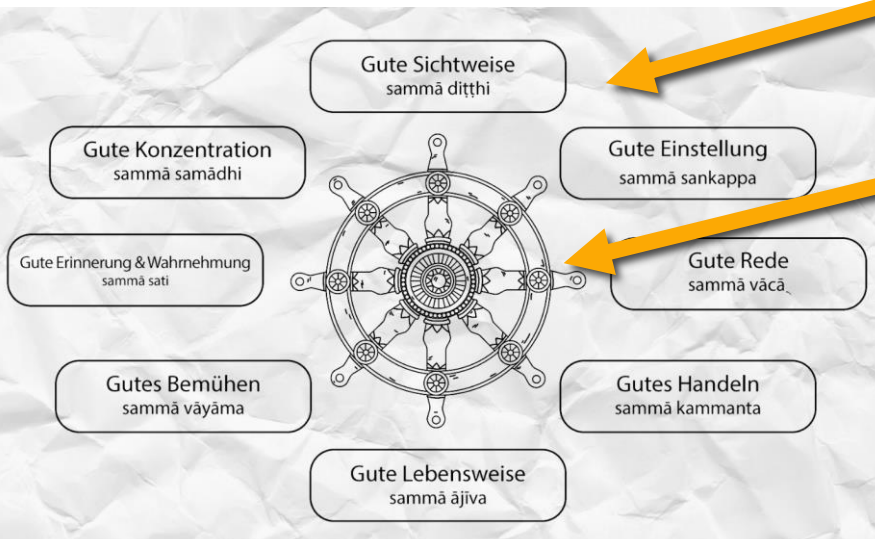 Gute Sichtweise
sammā diṭṭhi
Gute Konzentration
sammā samādhi
Gute Einstellung
sammā sankappa
Gute Erinnerung & Wahrnehmung
sammā sati
Gute Rede
sammā vācā
Gutes Bemühen
sammā vāyāma
Gutes Handeln
sammā kammanta
Gute Lebensweise
sammā ājīva